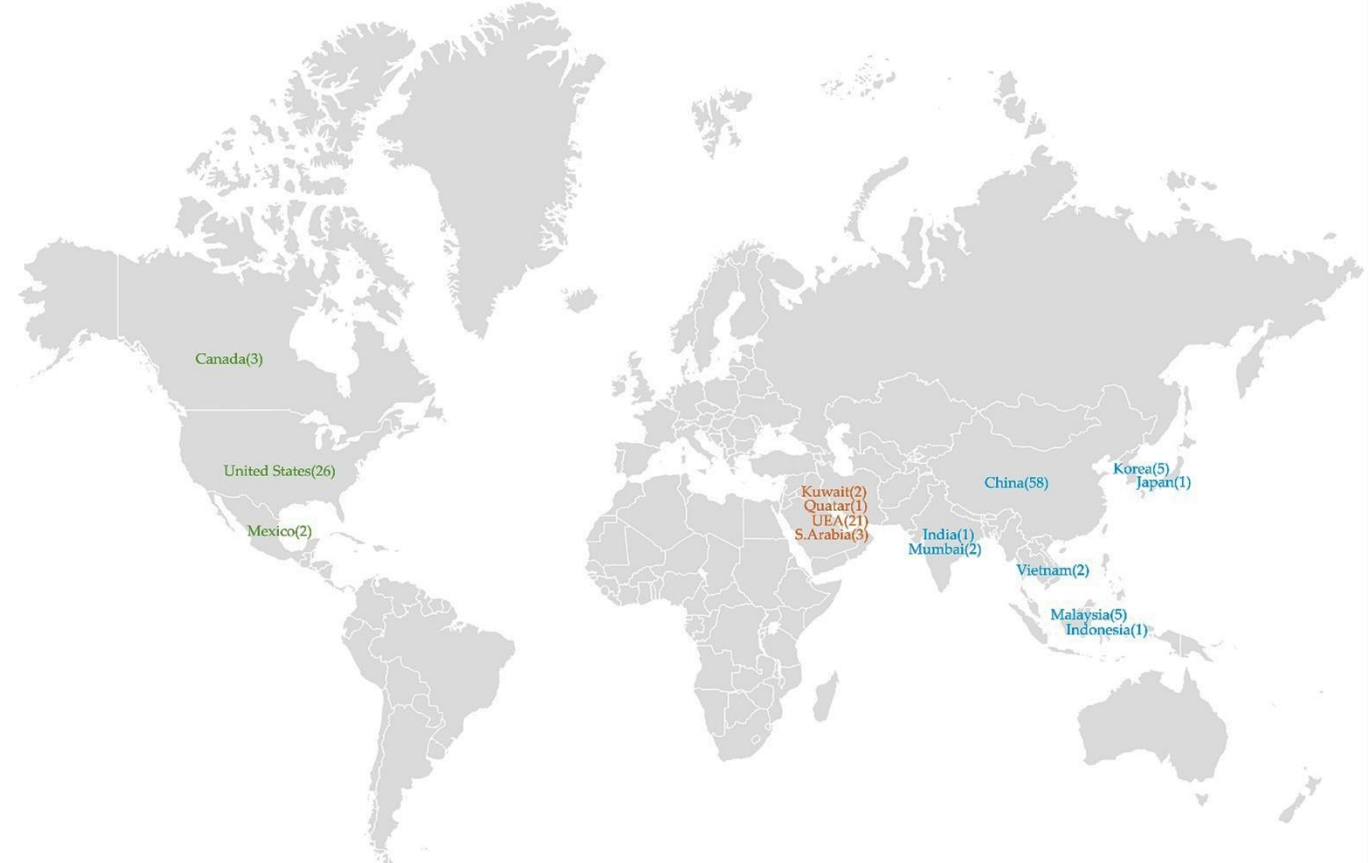 Canada(3)
United States(26)
Mexico(2)
Kuwait(2)
Quatar(1)
UEA(21)
S.Arabia(3)
China(58)
Korea(5)
Japan(1)
India(1)
Mumbai(2)
Vietnam(2)
Malaysia(5)
Indonesia(1)